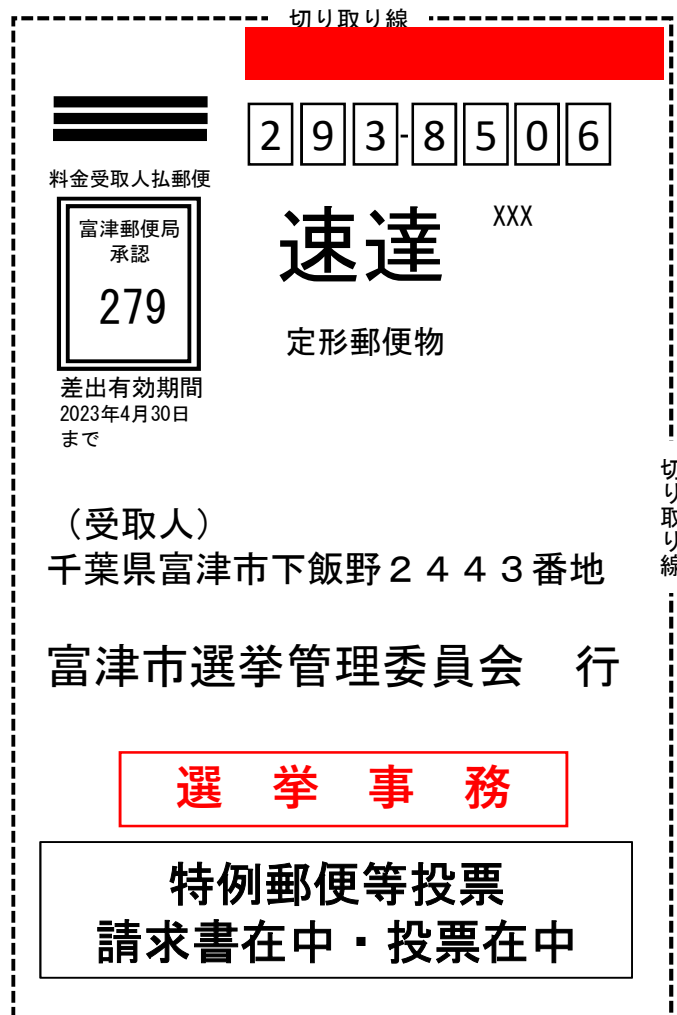 切り取り線
293-8506
料金受取人払郵便
富津郵便局
承認
279
速達
XXX
定形郵便物
差出有効期間
2023年4月30日
まで
切り取り線
（受取人）
千葉県富津市下飯野２４４３番地
富津市選挙管理委員会　行
選　挙　事　務
特例郵便等投票
請求書在中・投票在中